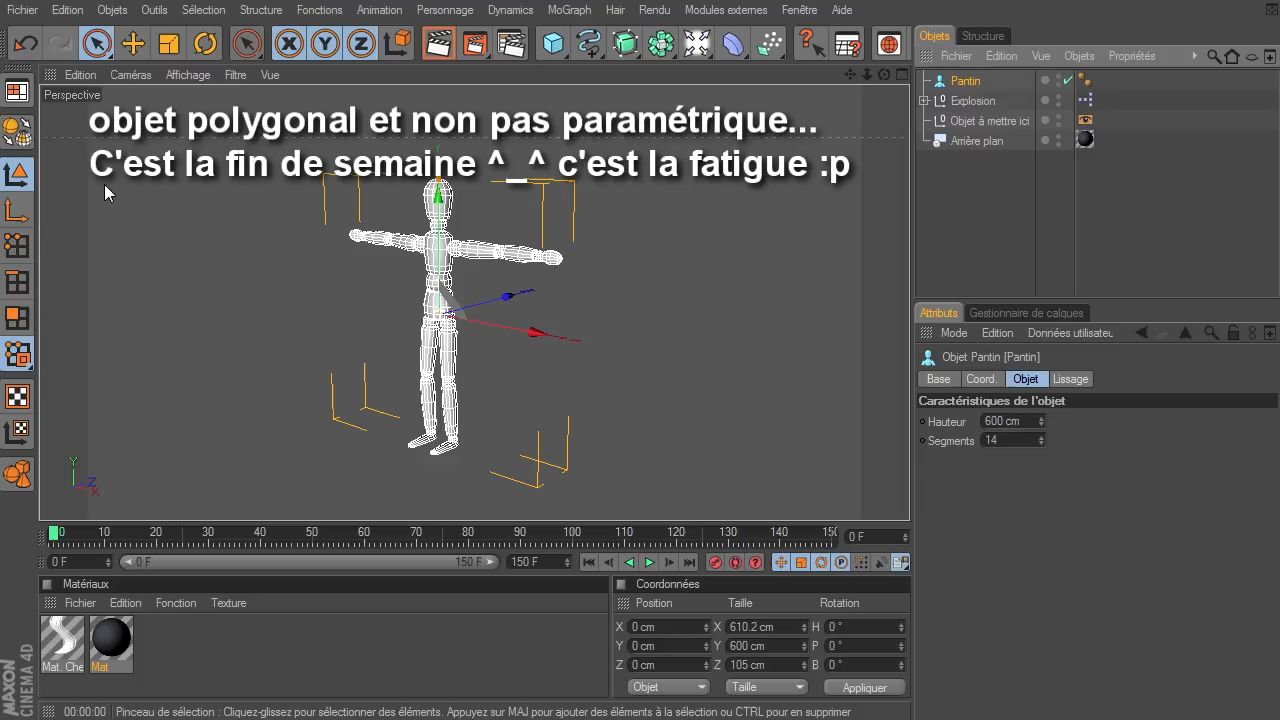 Fichier Edition Objets Outils Sélection Structure Fonctions Animation Personnage Dynamics MoGraph Hair Rendu Modules externes Fenêtre Aide
Edition Caméras Affichage Filtre Vue
Perspective
objet polygonal et non pas paramétrique...
C'est la fin de semaine ^_^ c'est la fatigue :p
Y
Y
Z
X
0 10 20 30 40 50 60 70 80 90 100 110 120 130 140 150 0 F
0 F 0 F 150 F 150 F
Matériaux
Fichier Edition Fonction Texture
Mat. Che Mat
Coordonnées
Position Taille Rotation
X 0 cm X 610.2 cm H 0 °
Y 0 cm Y 600 cm P 0 °
Z 0 cm Z 105 cm B 0 °
Objet Taille Appliquer
MAXON
CINEMA 4D
00:00:00 Pinceau de sélection : Cliquez-glissez pour sélectionner des éléments. Appuyez sur MAJ pour ajouter des éléments à la sélection ou CTRL pour en supprimer
Objets Structure
Fichier Edition Vue Objets Propriétés
Pantin
Explosion
Objet à mettre ici
Arrière plan
Attributs Gestionnaire de calques
Mode Edition Données utilisateu
Objet Pantin [Pantin]
Base Coord. Objet Lissage
Caractéristiques de l'objet
Hauteur 600 cm
Segments 14